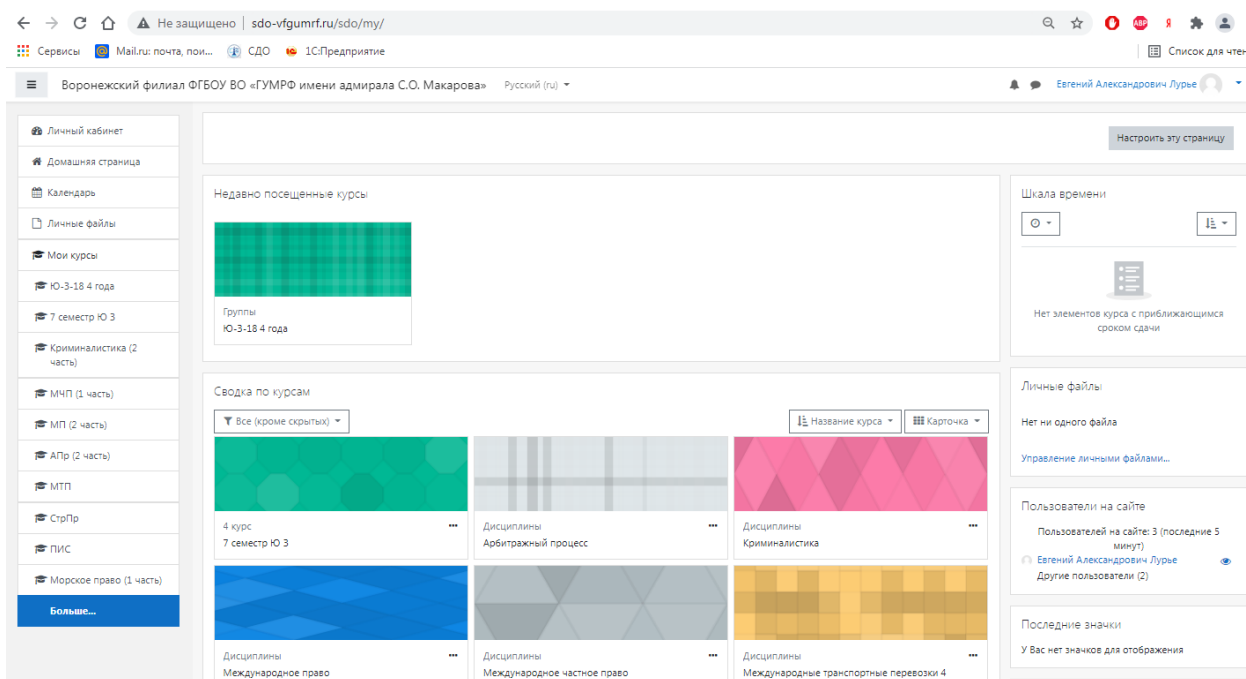 Не защищено | sdo-vfgumrf.ru/sdo/my/
ABP Я
Сервисы @ Mail.ru: почта, пои... СДО 1С 1С:Предприятие Список для чтен
Воронежский филиал ФГБОУ ВО «ГУМРФ имени адмирала С.О. Макарова» Русский (ru) Евгений Александрович Лурье
Личный кабинет
Домашняя страница
Календарь
Личные файлы
Мои курсы
Ю-З-18 4 года
7 семестр Ю З
Криминалистика (2
часть)
МЧП (1 часть)
МП (2 часть)
АПр (2 часть)
МТП
СтрПр
ПИС
Морское право (1 часть)
Больше...
Настроить эту страницу
Недавно посещенные курсы
Группы
Ю-З-18 4 года
Сводка по курсам
Все (кроме скрытых) Название курса Карточка
4 курс
7 семестр Ю З
Дисциплины
Арбитражный процесс
Дисциплины
Криминалистика
Дисциплины
Международное право
Дисциплины
Международное частное право
Дисциплины
Международные транспортные перевозки 4
Шкала времени
Нет элементов курса с приближающимся
сроком сдачи
Личные файлы
Нет ни одного файла
Управление личными файлами...
Пользователи на сайте
Пользователей на сайте: 3 (последние 5
минут)
Евгений Александрович Лурье
Другие пользователи (2)
Последние значки
У Вас нет значков для отображения